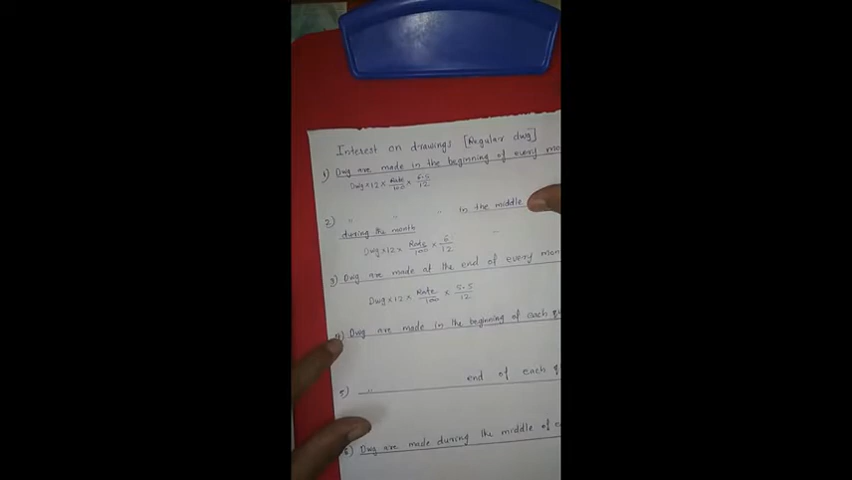 Interest on drawings [Regular dwg]
1) Dwg are made in the beginning of every mon
Dwg × 12 × Rate/100 × 6.5/12
2) " " " In the middle
during the month
Dwg × 12 × Rate/100 × 6/12
3) Dwg are made at the end of every mon
Dwg × 12 × Rate/100 × 5.5/12
4) Dwg are made in the beginning of each qu
5) " end of each q
6) Dwg are made during the middle of e